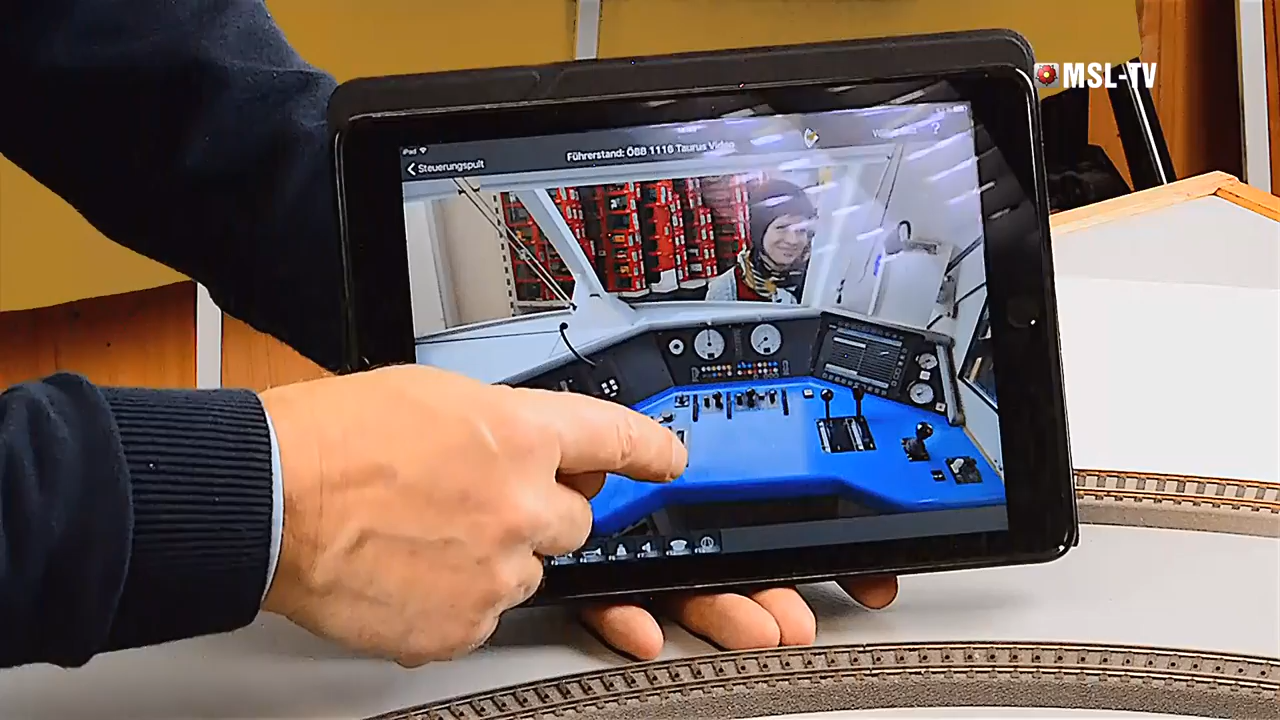 MSL-TV
iPad
Führerstand: ÖBB 1116 Taurus Video
Steuerungspult
?